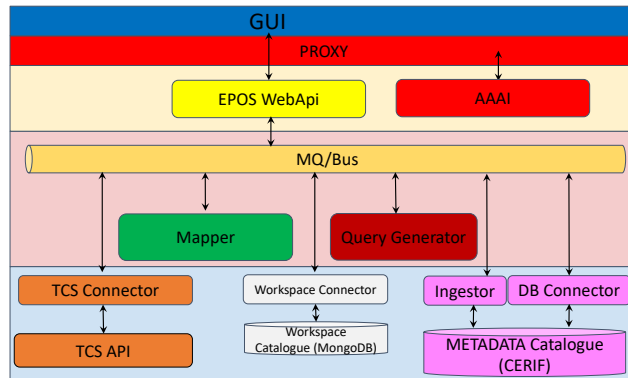 GUI
PROXY
EPOS WebApi
AAAI
MQ/Bus
Mapper
Query Generator
TCS Connector
Workspace Connector
Ingestor
DB Connector
TCS API
Workspace
Catalogue (MongoDB)
METADATA Catalogue
(CERIF)